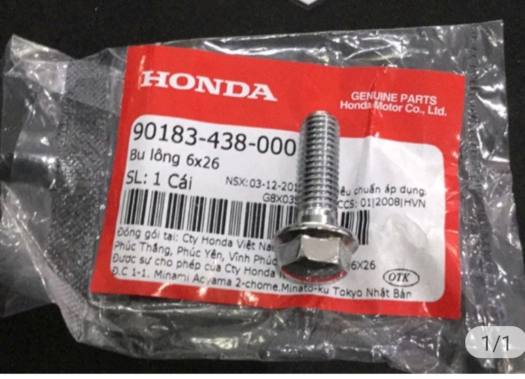 HONDA
GENUINE PARTS
Honda Motor Co., Ltd.
90183-438-000
Bu lông 6x26
SL: 1 Cái
NSX:03-12-201
chuẩn áp dụng.
CCS: 01|2008|HVN
Đóng gói tại: Cty Honda Việt
Phúc Thắng, Phúc Yên, Vĩnh Phúc
6x26
Được sự cho phép của Cty Honda
Đ.C 1-1. Minami Aoyama 2-chome,Minato-ku Tokyo Nhật Bản
OTK
1/1